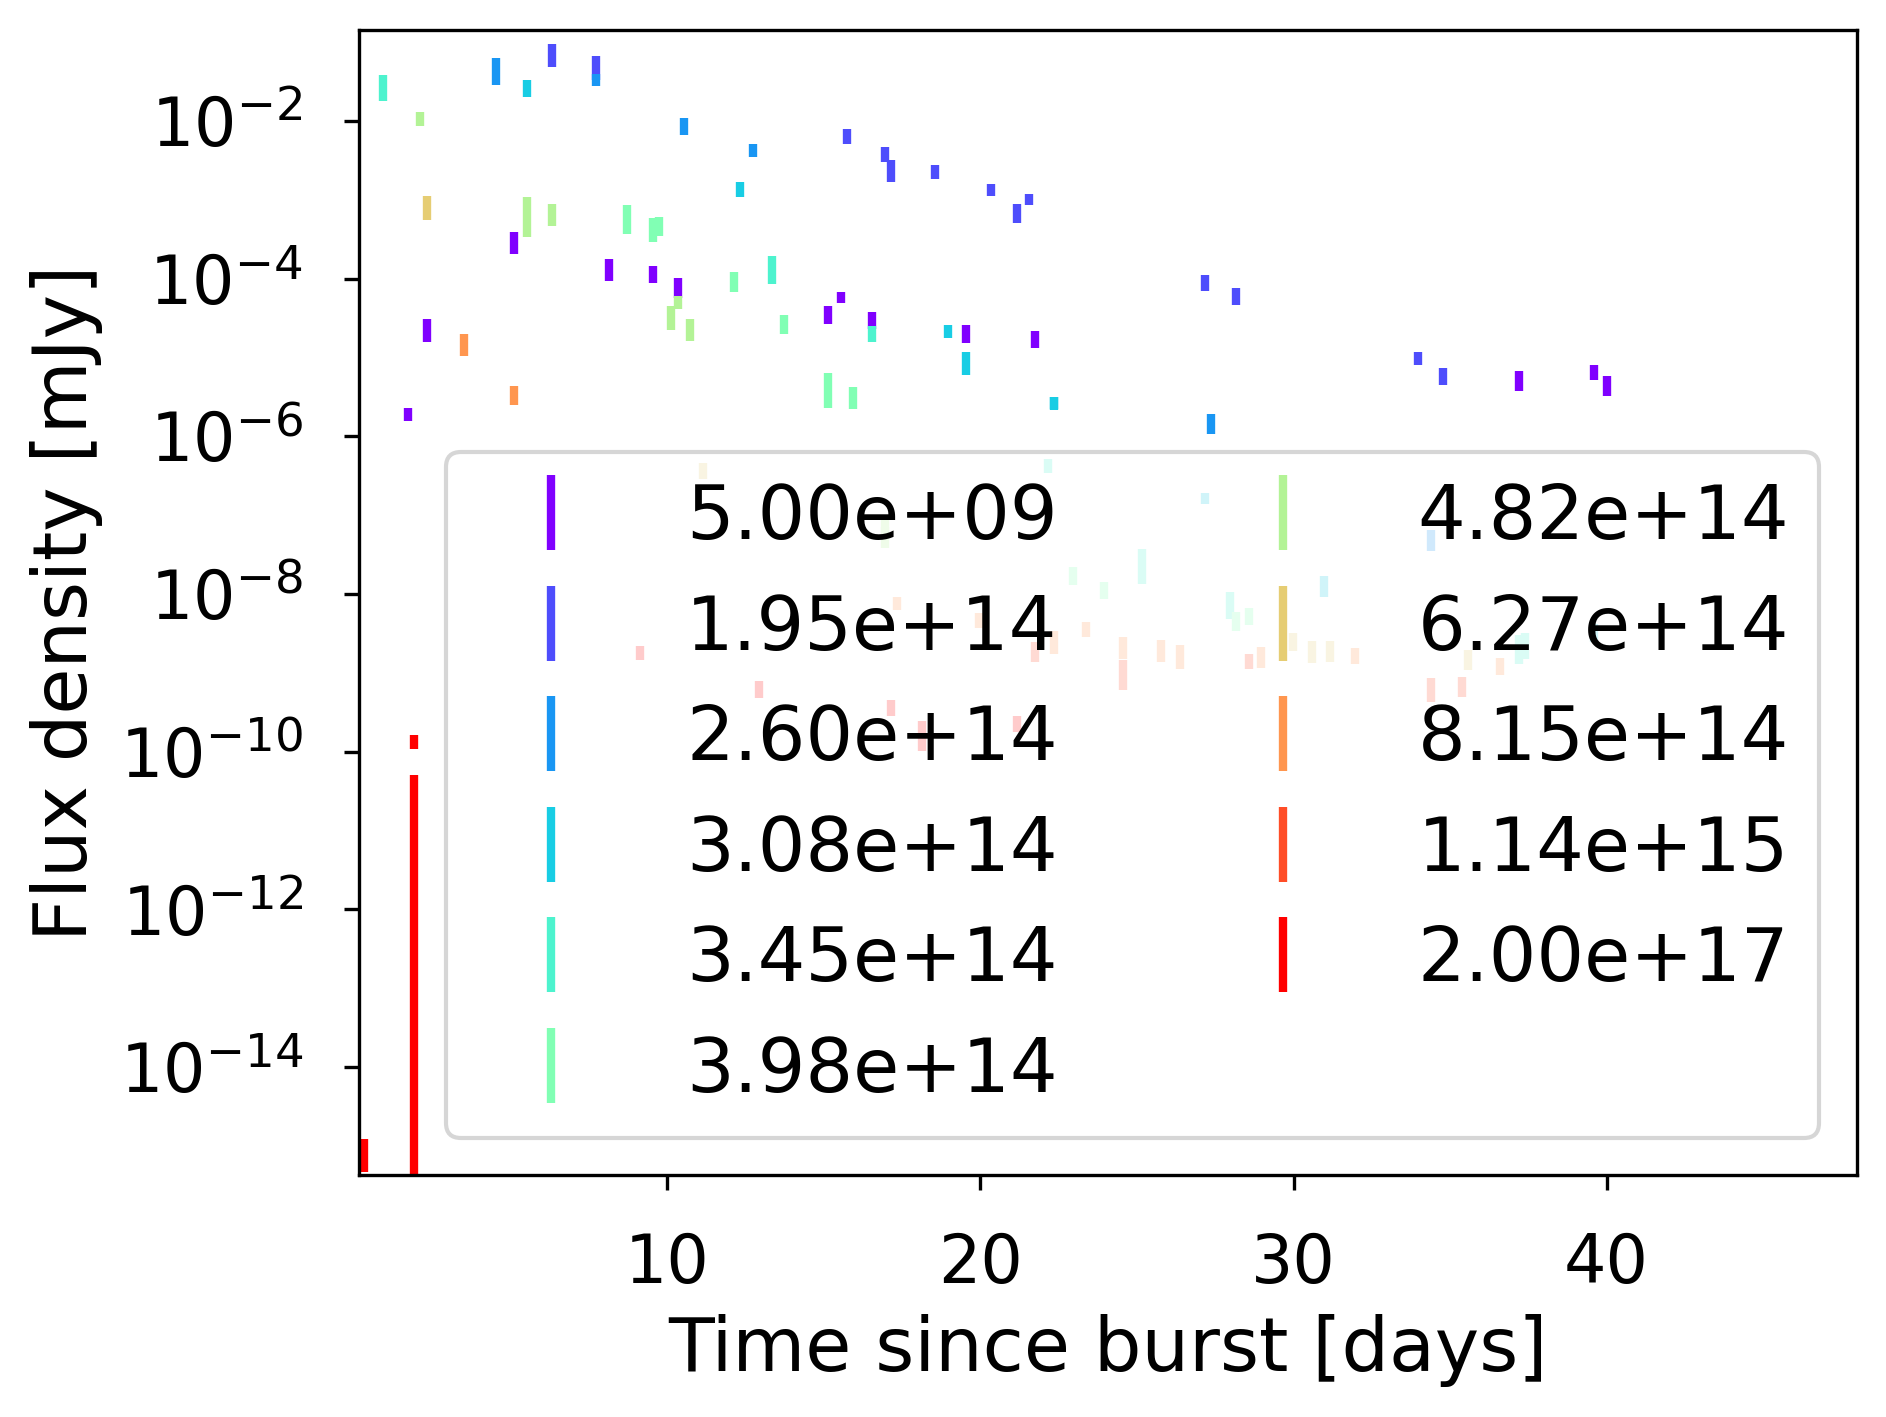 Flux density [mJy]
10⁻²
10⁻⁴
10⁻⁶
10⁻⁸
10⁻¹⁰
10⁻¹²
10⁻¹⁴
5.00e+09
1.95e+14
2.60e+14
3.08e+14
3.45e+14
3.98e+14
4.82e+14
6.27e+14
8.15e+14
1.14e+15
2.00e+17
10 20 30 40
Time since burst [days]